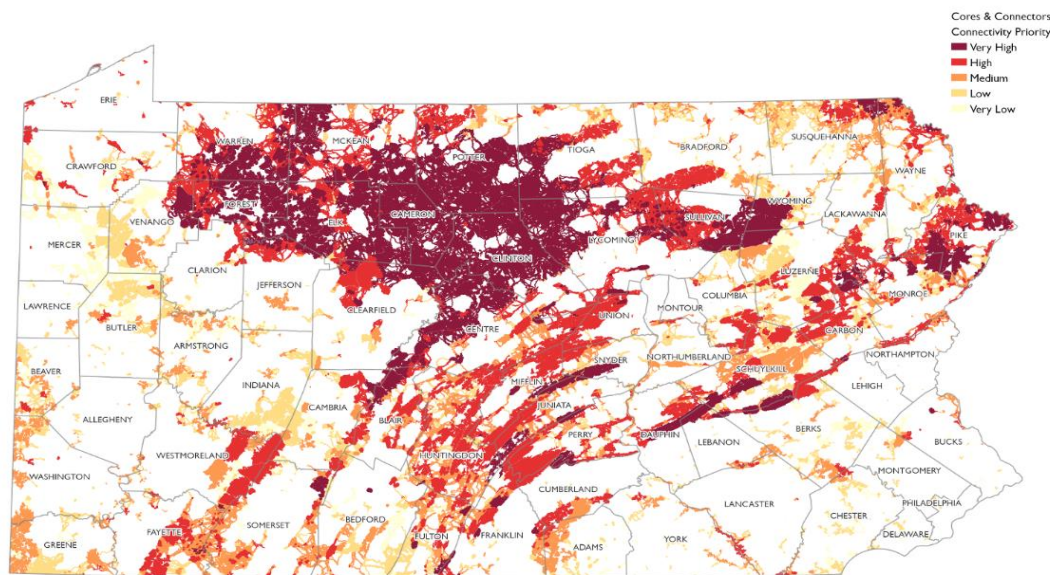 Cores & Connectors
Connectivity Priority
Very High
High
Medium
Low
Very Low
ERIE
WARREN
MCKEAN
POTTER
TIOGA
BRADFORD
SUSQUEHANNA
WAYNE
CRAWFORD
FOREST
ELK
CAMERON
SULLIVAN
WYOMING
LACKAWANNA
PIKE
VENANGO
MERCER
CLARION
JEFFERSON
CLINTON
LYCOMING
LUZERNE
MONROE
COLUMBIA
MONTOUR
UNION
LAWRENCE
BUTLER
CLEARFIELD
CENTRE
CARBON
ARMSTRONG
SNYDER
NORTHUMBERLAND
SCHUYLKILL
NORTHAMPTON
BEAVER
INDIANA
MIFFLIN
LEHIGH
ALLEGHENY
CAMBRIA
BLAIR
JUNIATA
PERRY
DAUPHIN
LEBANON
BERKS
BUCKS
WESTMORELAND
HUNTINGDON
MONTGOMERY
WASHINGTON
CUMBERLAND
LANCASTER
PHILADELPHIA
CHESTER
DELAWARE
FAYETTE
SOMERSET
BEDFORD
FULTON
FRANKLIN
ADAMS
YORK
GREENE